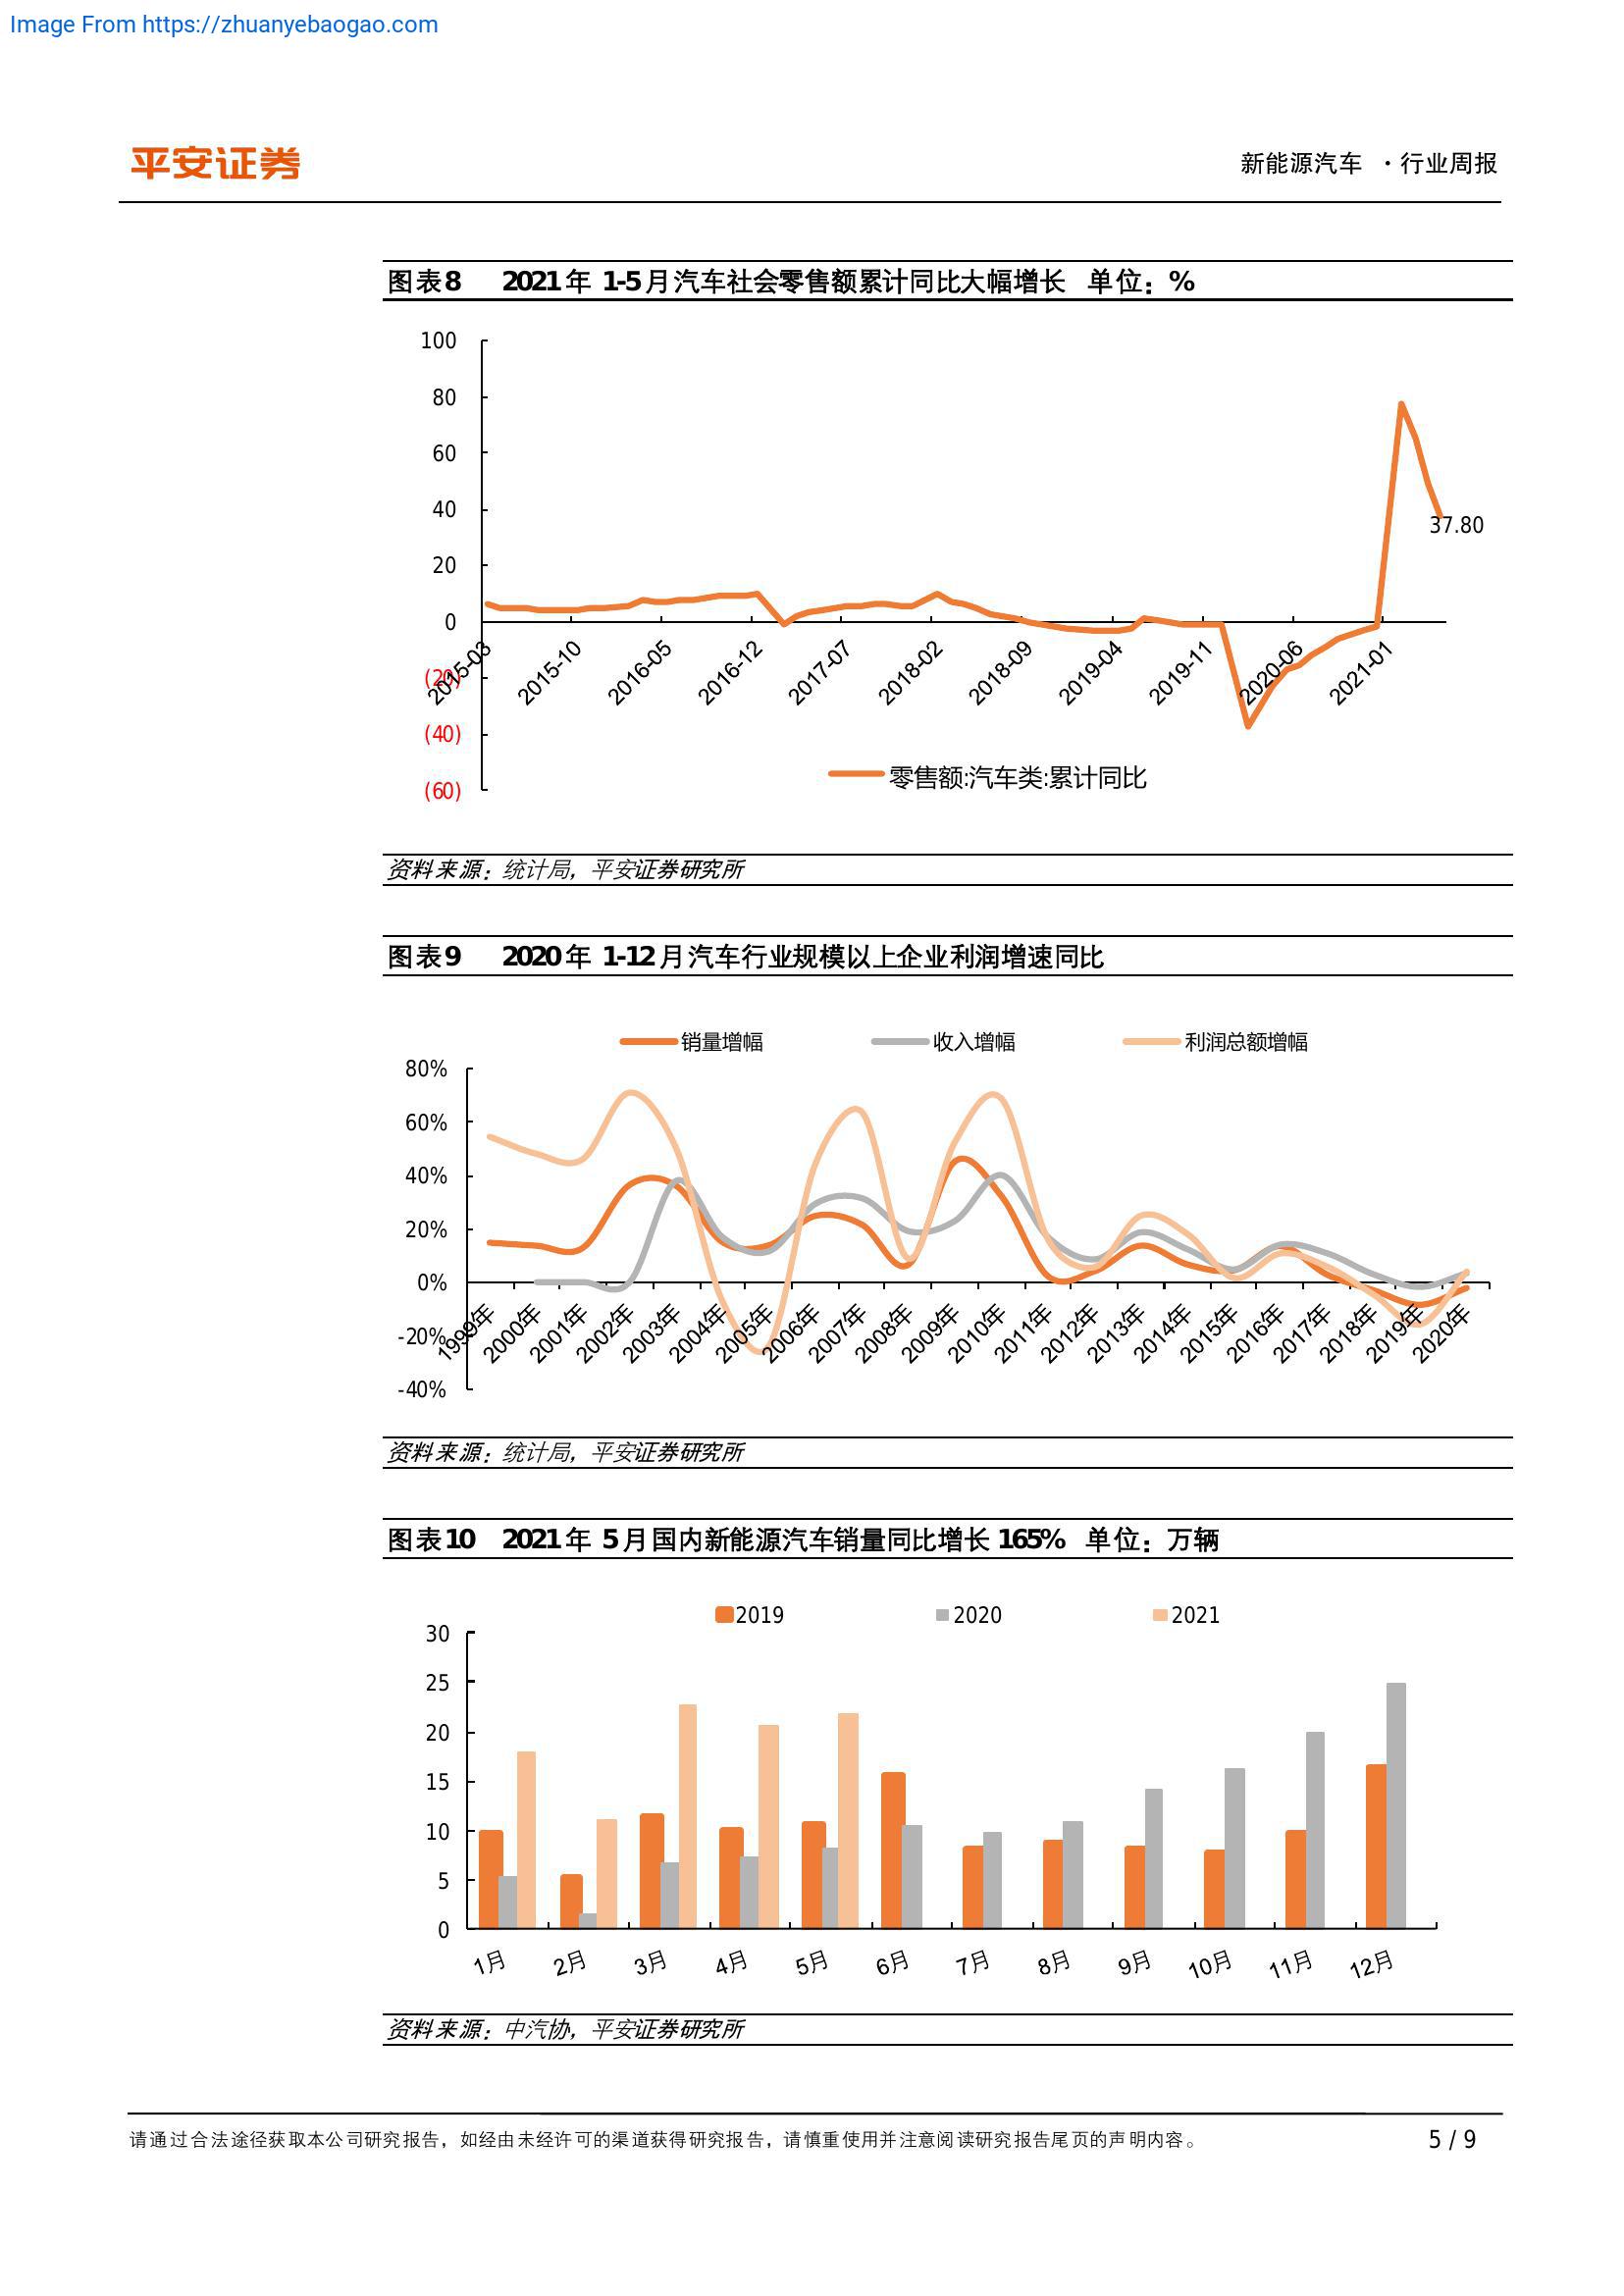 Image From https://zhuanyebaogao.com
平安证券
新能源汽车 ·行业周报
图表8 2021年 1-5月汽车社会零售额累计同比大幅增长 单位：%
100
80
60
40
20
0
(20)
(40)
(60)
37.80
2015-03 2015-10 2016-05 2016-12 2017-07 2018-02 2018-09 2019-04 2019-11 2020-06 2021-01
零售额:汽车类:累计同比
资料来源：统计局，平安证券研究所
图表9 2020年 1-12月汽车行业规模以上企业利润增速同比
销量增幅 收入增幅 利润总额增幅
80%
60%
40%
20%
0%
-20%
-40%
1999年 2000年 2001年 2002年 2003年 2004年 2005年 2006年 2007年 2008年 2009年 2010年 2011年 2012年 2013年 2014年 2015年 2016年 2017年 2018年 2019年 2020年
资料来源：统计局，平安证券研究所
图表10 2021年 5月国内新能源汽车销量同比增长 165% 单位：万辆
2019 2020 2021
30
25
20
15
10
5
0
1月 2月 3月 4月 5月 6月 7月 8月 9月 10月 11月 12月
资料来源：中汽协，平安证券研究所
请通过合法途径获取本公司研究报告，如经由未经许可的渠道获得研究报告，请慎重使用并注意阅读研究报告尾页的声明内容。
5 / 9